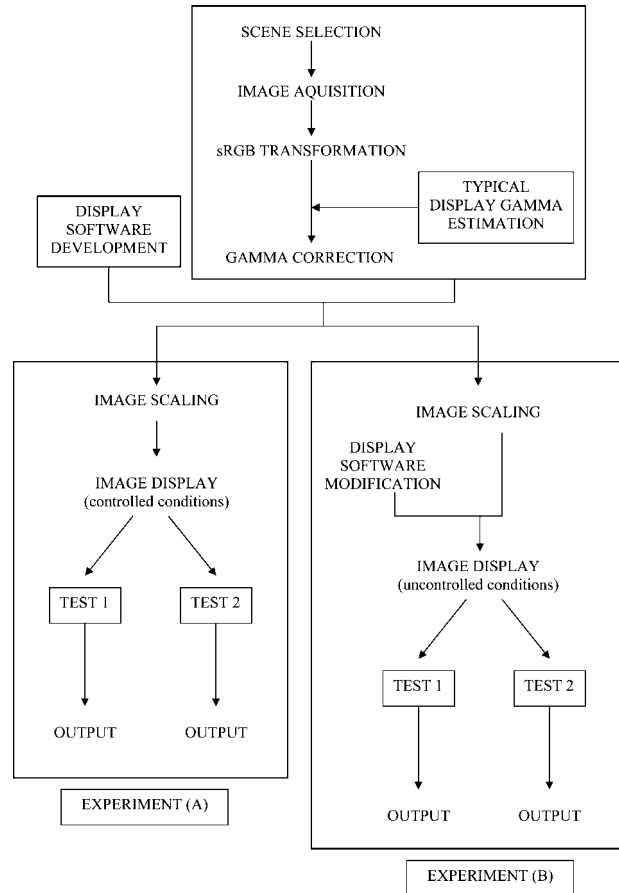 SCENE SELECTION
IMAGE AQUISITION
sRGB TRANSFORMATION
TYPICAL
DISPLAY GAMMA
ESTIMATION
DISPLAY
SOFTWARE
DEVELOPMENT
GAMMA CORRECTION
IMAGE SCALING
IMAGE DISPLAY
(controlled conditions)
TEST 1
TEST 2
OUTPUT
OUTPUT
EXPERIMENT (A)
IMAGE SCALING
DISPLAY
SOFTWARE
MODIFICATION
IMAGE DISPLAY
(uncontrolled conditions)
TEST 1
TEST 2
OUTPUT
OUTPUT
EXPERIMENT (B)